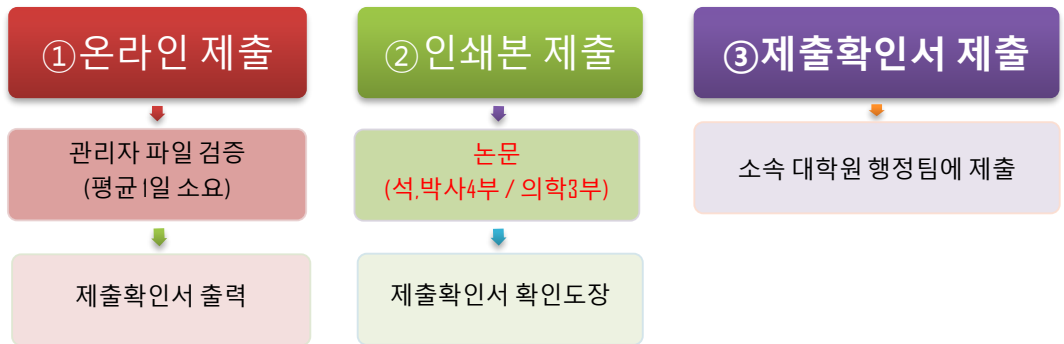 ①온라인 제출
관리자 파일 검증
(평균1일 소요)
제출확인서 출력
②인쇄본 제출
논문
(석,박사4부 / 의학3부)
제출확인서 확인도장
③제출확인서 제출
소속 대학원 행정팀에 제출